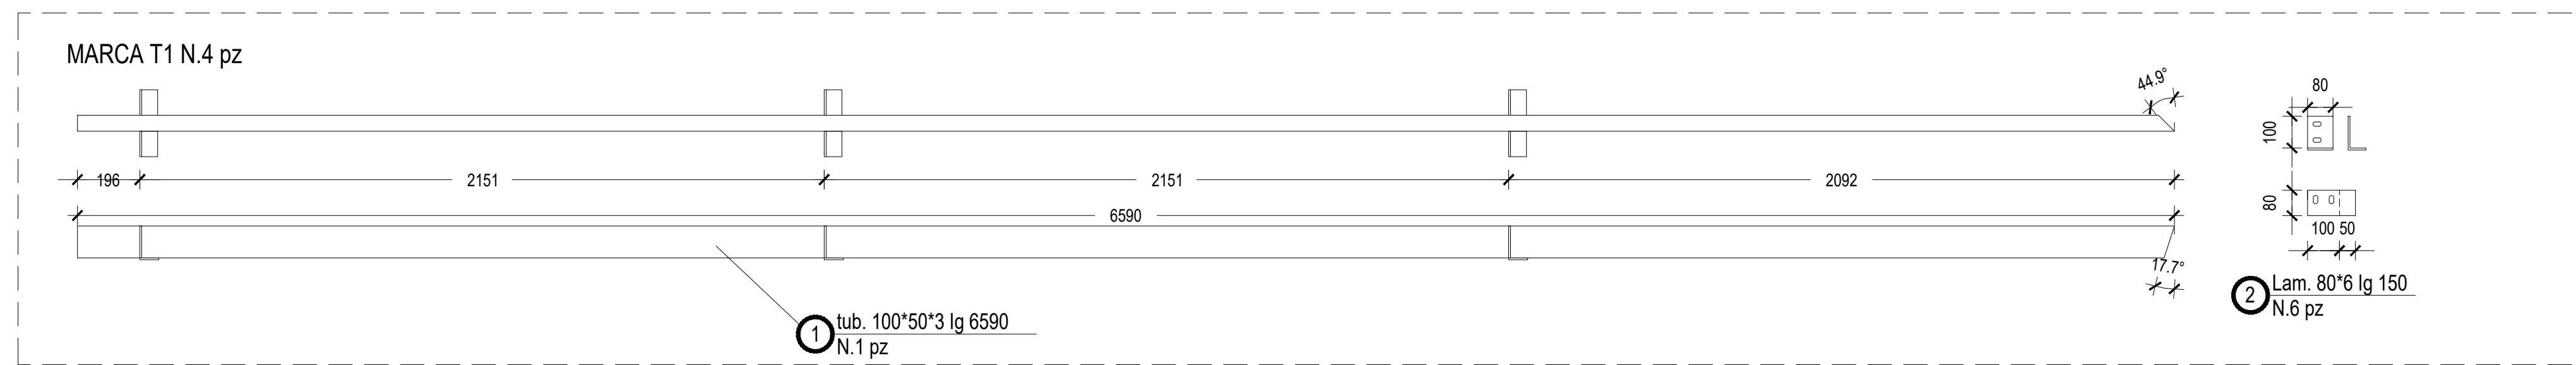 MARCA T1 N.4 pz
44.9°
80
100
196
2151
2151
2092
6590
80
100 50
17.7°
1
tub. 100*50*3 lg 6590
N.1 pz
2
Lam. 80*6 lg 150
N.6 pz